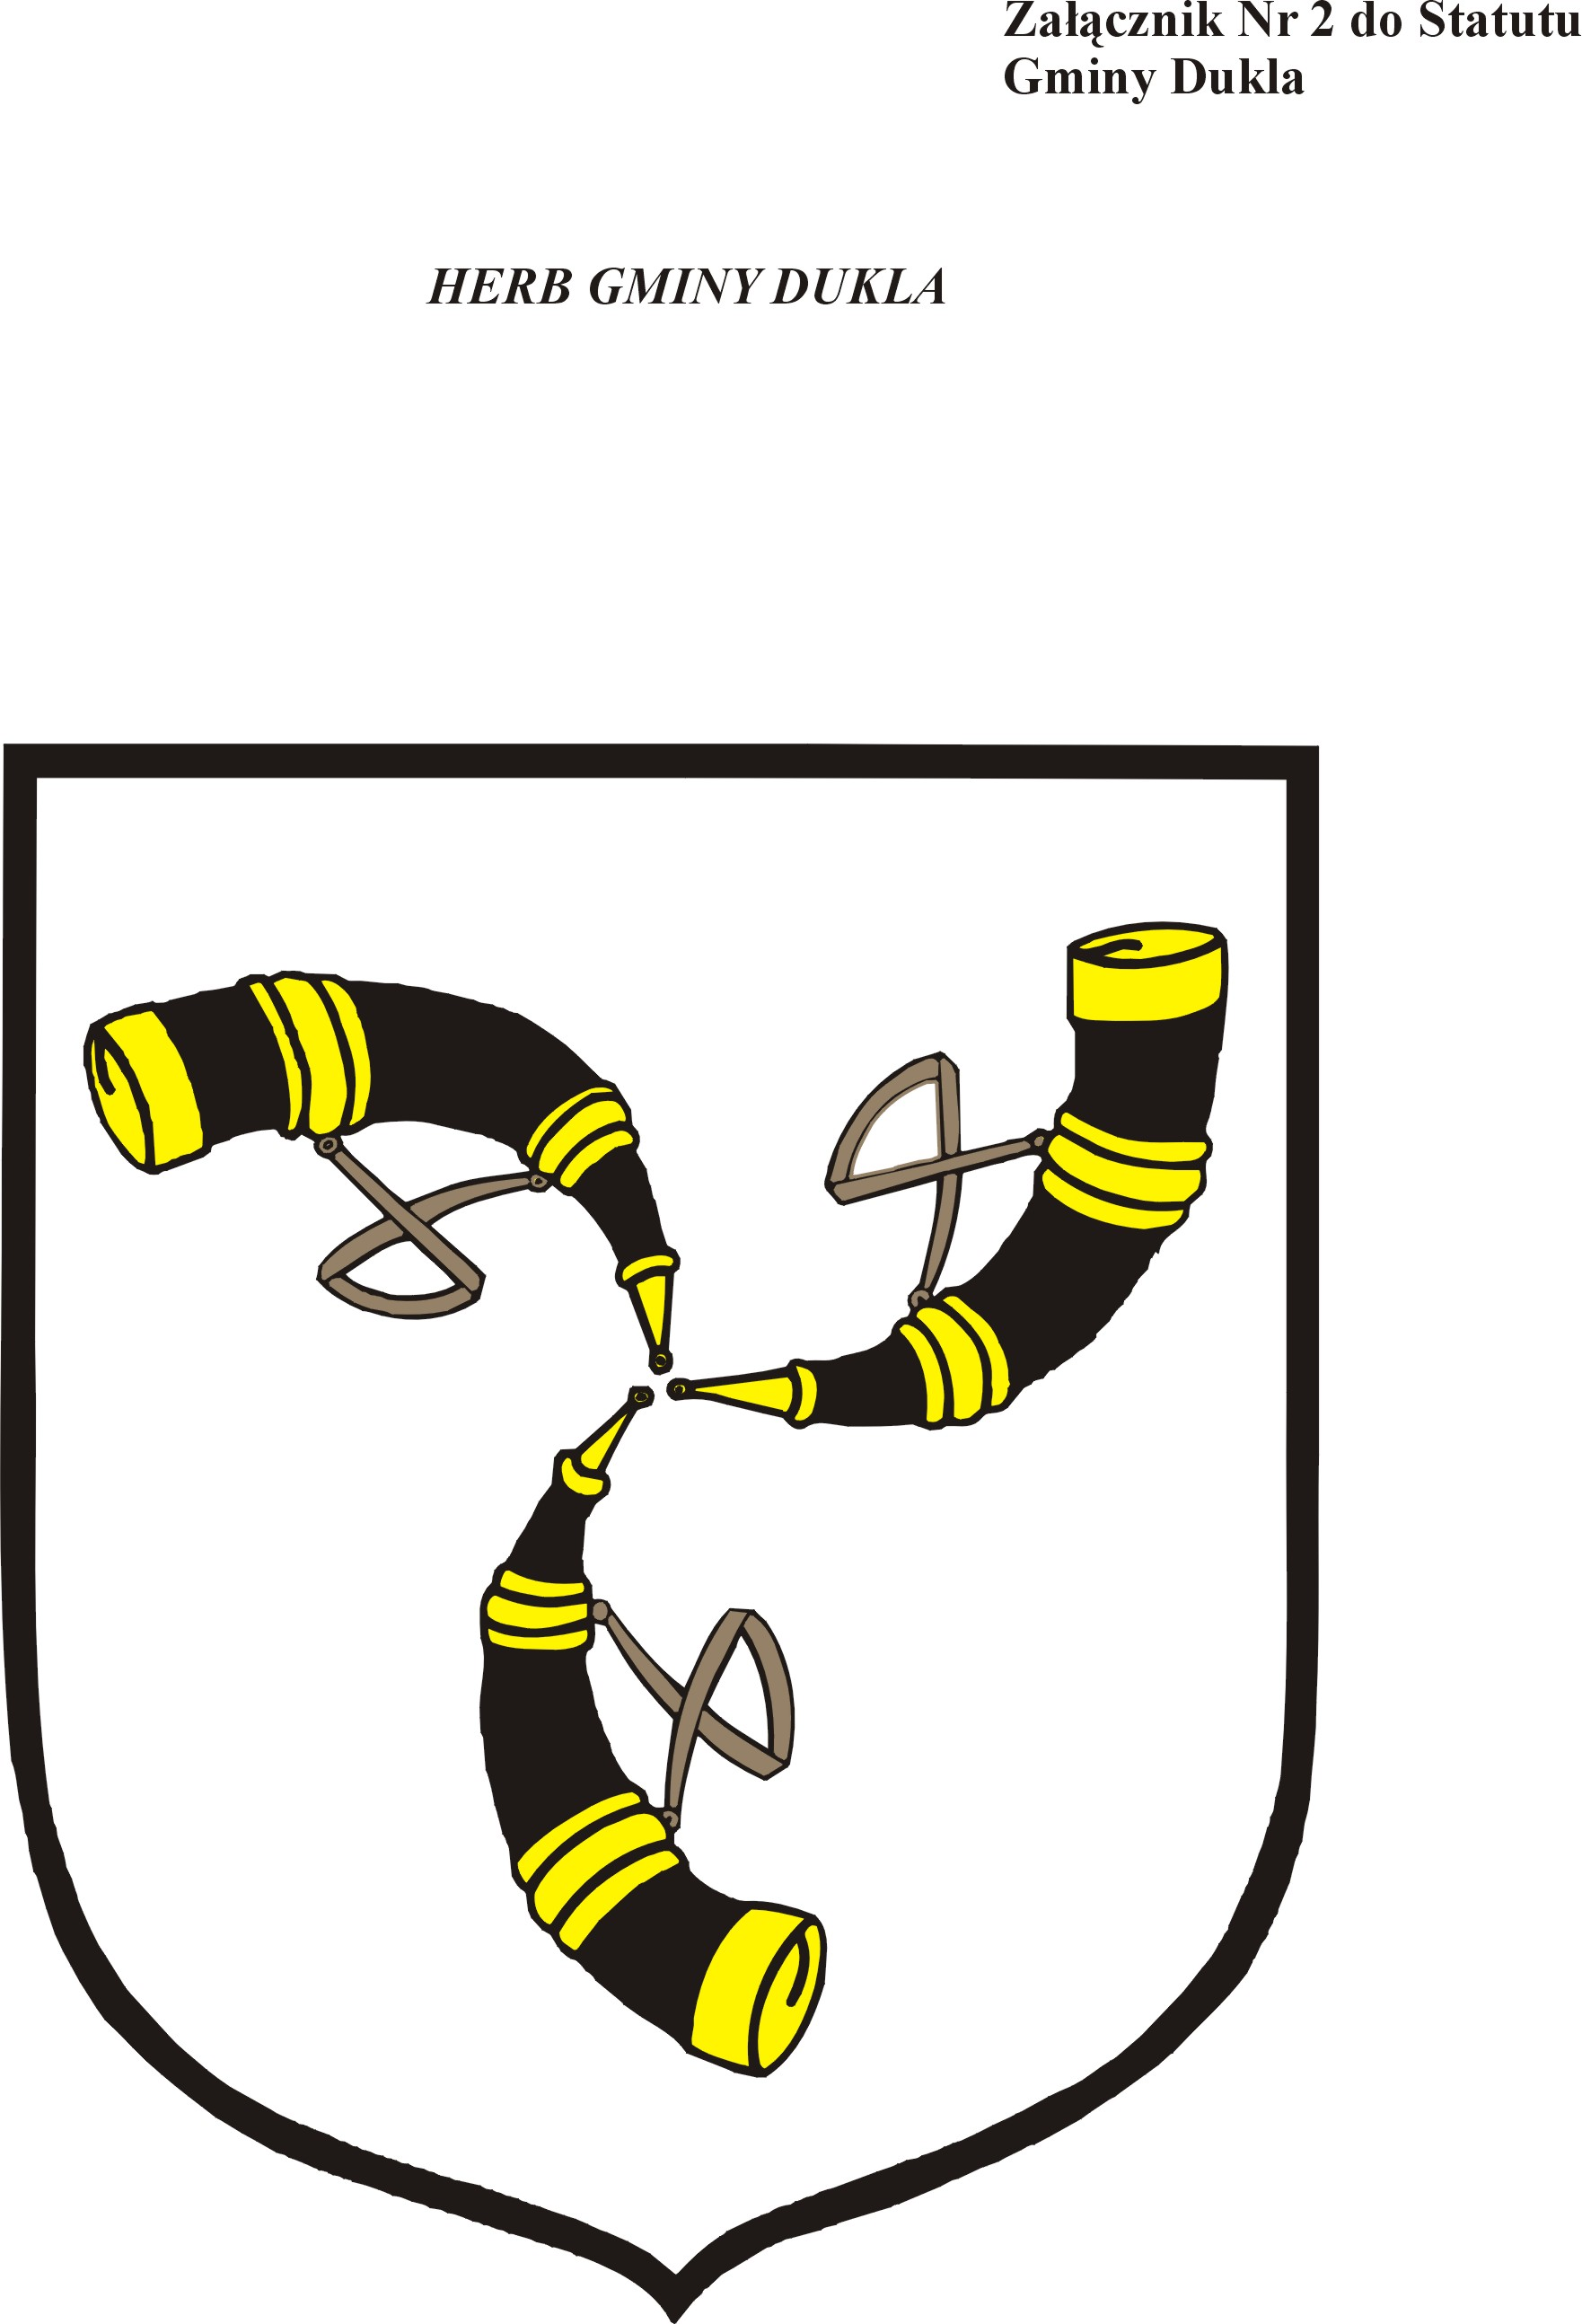 Załącznik Nr 2 do Statutu
Gminy Dukla
HERB GMINY DUKLA